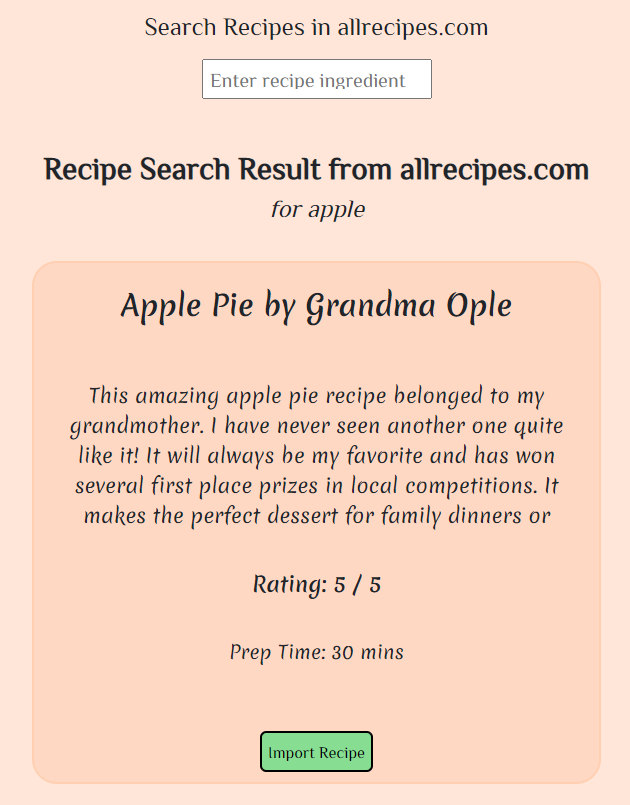 Search Recipes in allrecipes.com
Enter recipe ingredient
Recipe Search Result from allrecipes.com
for apple
Apple Pie by Grandma Ople
This amazing apple pie recipe belonged to my
grandmother. I have never seen another one quite
like it! It will always be my favorite and has won
several first place prizes in local competitions. It
makes the perfect dessert for family dinners or
Rating: 5 / 5
Prep Time: 30 mins
Import Recipe